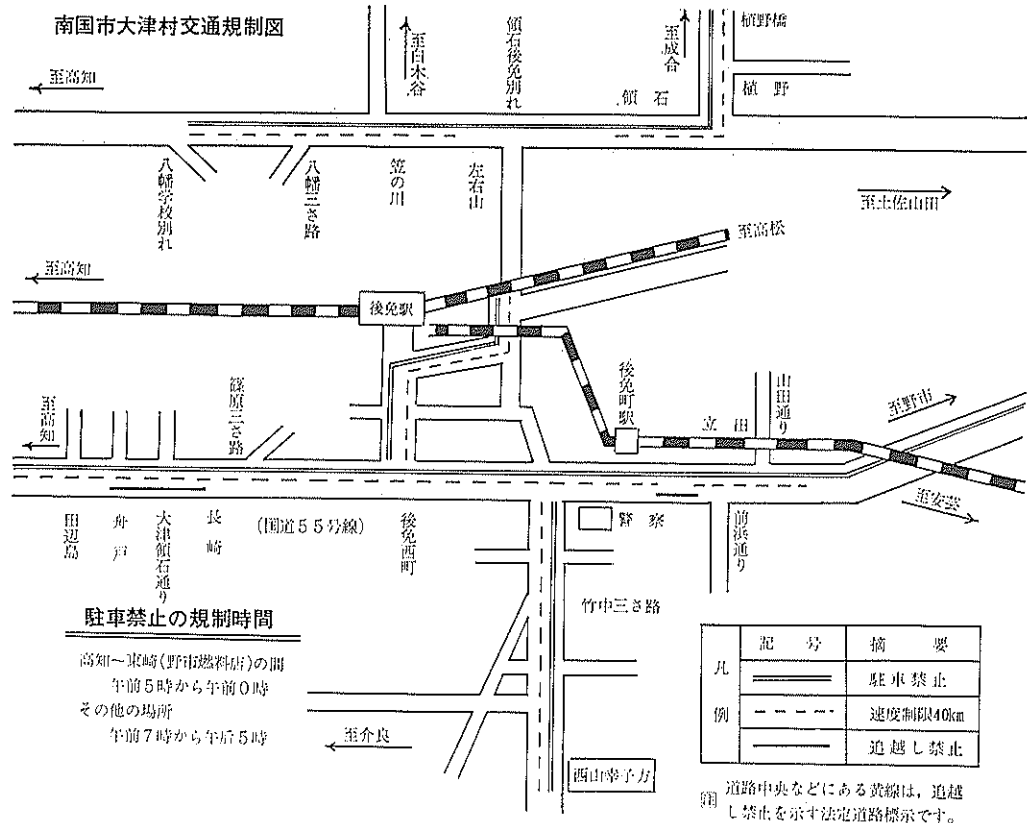 南国市大津村交通規制図
至高知
至白木谷
領石後免別れ
至成合
植野橋
領石
植野
八幡学校別れ
八幡三さ路
笠の川
左右山
至土佐山田
至高松
至高知
後免駅
後免町駅
山田通り
立田
至野市
至高知
篠原三さ路
至安芸
田辺島
舟戸
大津領石通り
長崎
(国道55号線)
後免西町
警察
前浜通り
竹中三さ路
駐車禁止の規制時間
高知~東崎(野市燃料店)の間
午前5時から午前0時
その他の場所
午前7時から午后5時
至介良
西山幸子方
凡例
記号 摘要
駐車禁止
速度制限40km
追越し禁止
註 道路中央などにある黄線は,追越
し禁止を示す法定道路標示です。